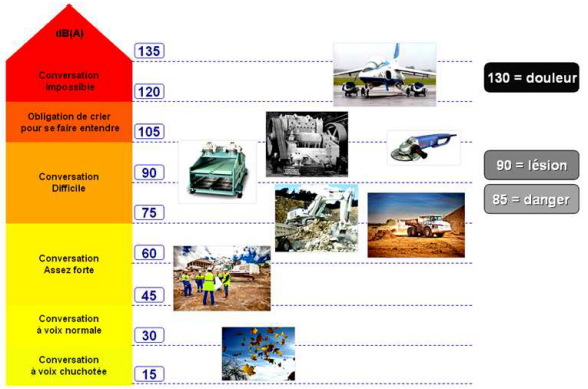 dB(A)
135
Conversation
impossible
120
130 = douleur
Obligation de crier
pour se faire entendre
105
90
90 = lésion
Conversation
Difficile
85 = danger
75
60
Conversation
Assez forte
45
Conversation
à voix normale
30
Conversation
à voix chuchotée
15